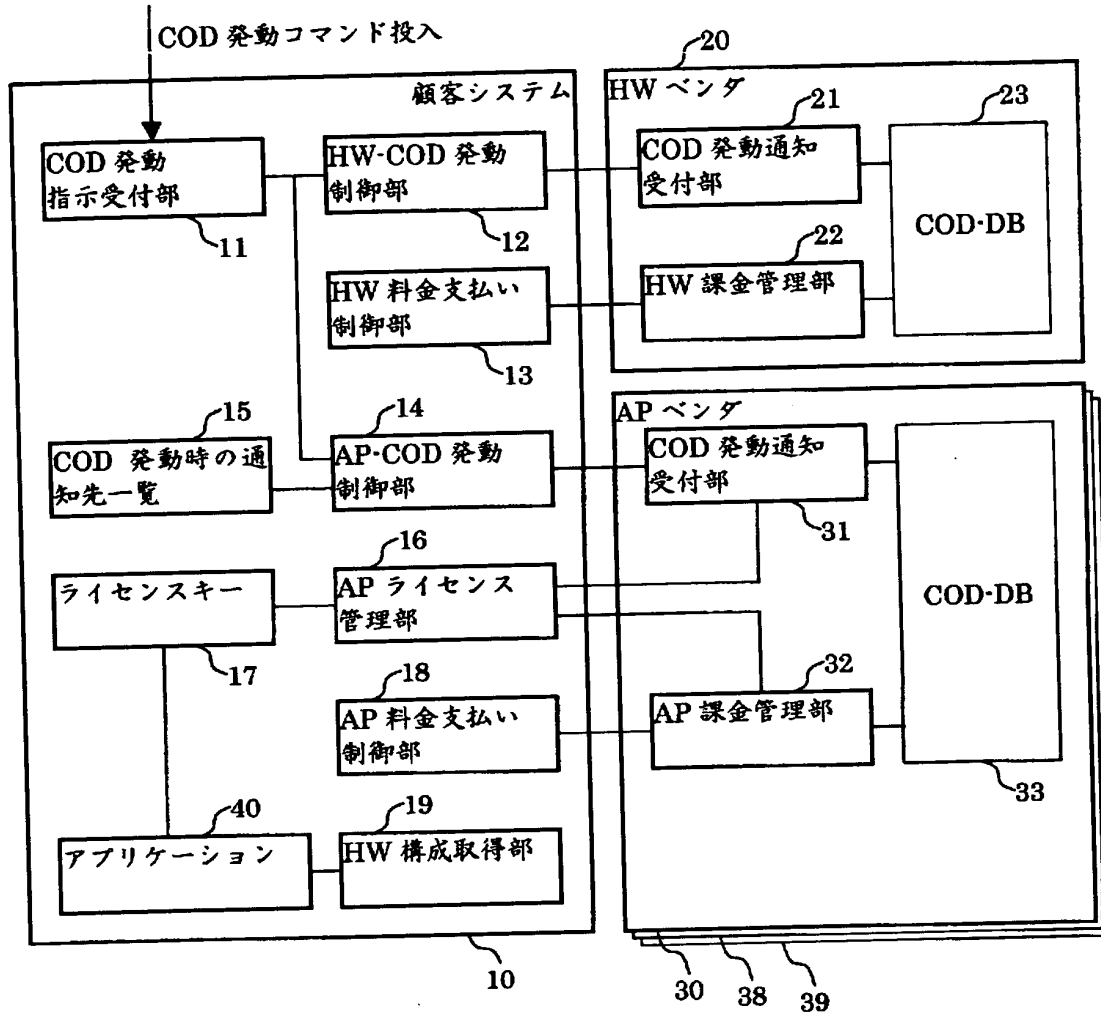 COD 発動コマンド投入
顧客システム
COD 発動
指示受付部
11
HW-COD 発動
制御部
12
HW 料金支払い
制御部
13
15
COD 発動時の通
知先一覧
14
AP-COD 発動
制御部
ライセンスキー
17
16
AP ライセンス
管理部
18
AP 料金支払い
制御部
40
アプリケーション
19
HW 構成取得部
10
20
HW ベンダ
21
COD 発動通知
受付部
22
HW 課金管理部
23
COD-DB
AP ベンダ
COD 発動通知
受付部
31
32
AP 課金管理部
COD-DB
33
30
38
39